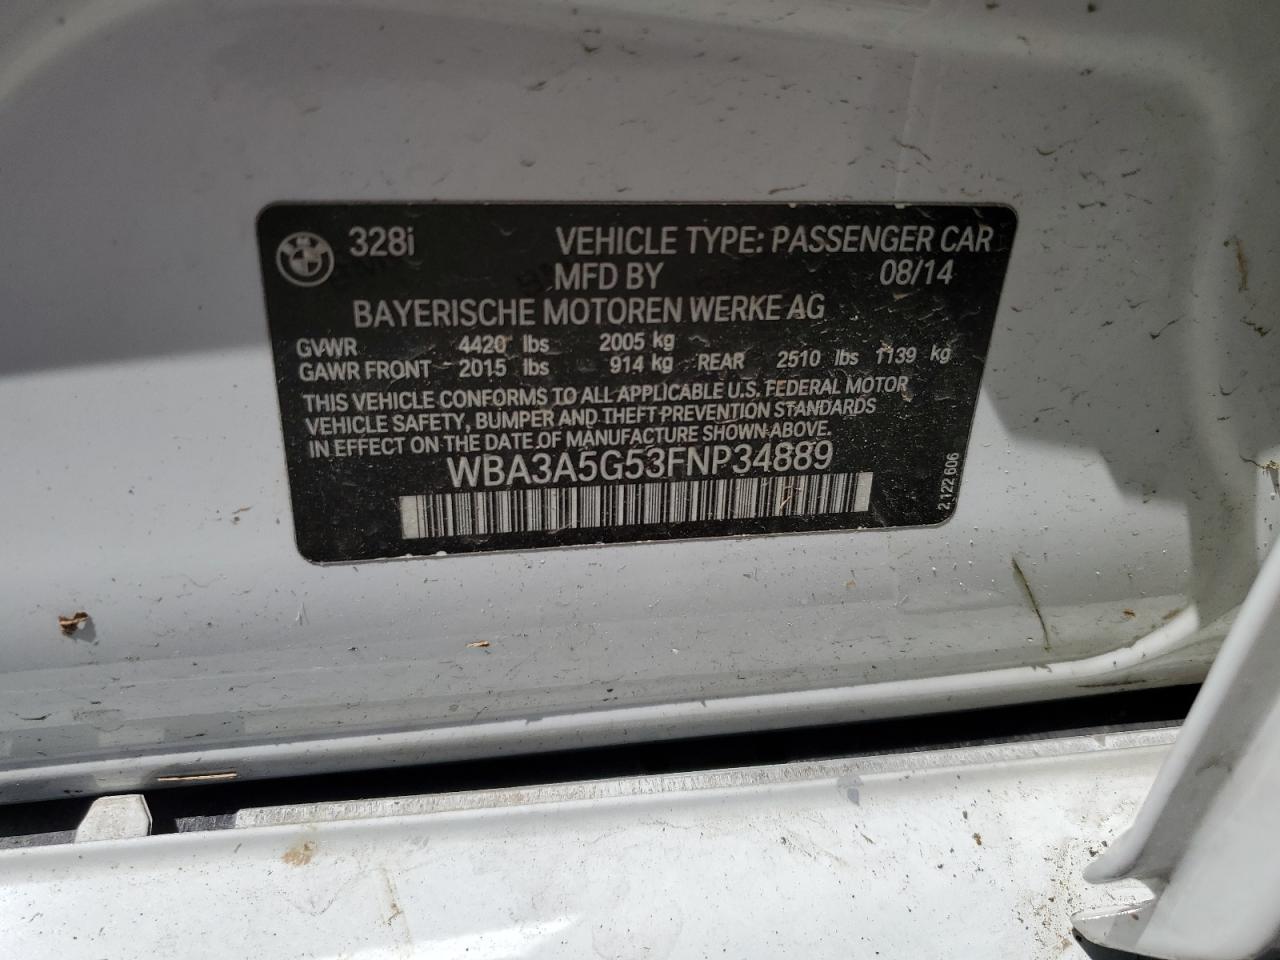 328i VEHICLE TYPE: PASSENGER CAR
MFD BY 08/14
BAYERISCHE MOTOREN WERKE AG
GVWR 4420 lbs 2005 kg
GAWR FRONT 2015 lbs 914 kg REAR 2510 lbs 1139 kg
THIS VEHICLE CONFORMS TO ALL APPLICABLE U.S. FEDERAL MOTOR
VEHICLE SAFETY, BUMPER AND THEFT PREVENTION STANDARDS
IN EFFECT ON THE DATE OF MANUFACTURE SHOWN ABOVE.
WBA3A5G53FNP34889
2 122 606